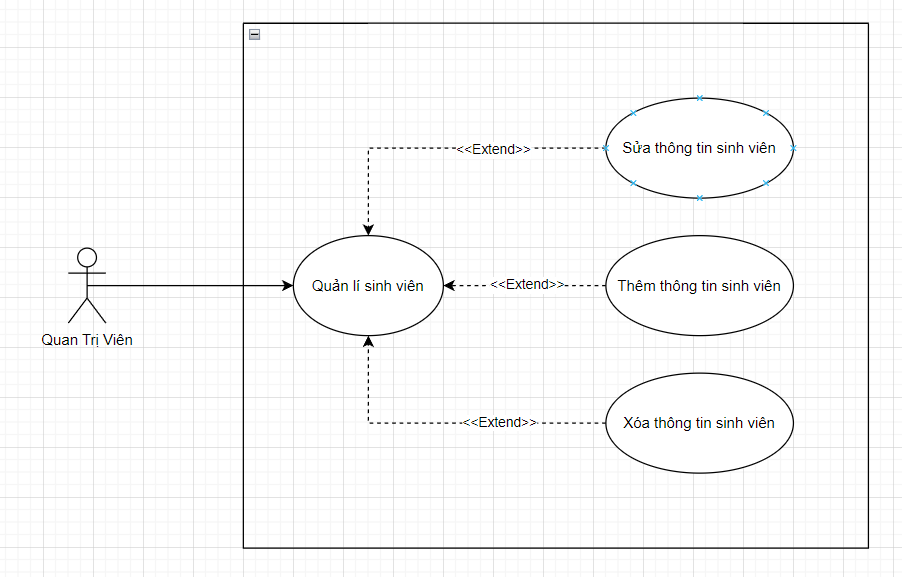 <<Extend>>
Sửa thông tin sinh viên
Quản lí sinh viên
<<Extend>>
Thêm thông tin sinh viên
Quan Trị Viên
<<Extend>>
Xóa thông tin sinh viên